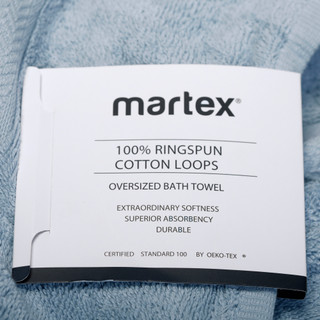 martex®
100% RINGSPUN
COTTON LOOPS
OVERSIZED BATH TOWEL
EXTRAORDINARY SOFTNESS
SUPERIOR ABSORBENCY
DURABLE
CERTIFIED STANDARD 100 BY OEKO-TEX ®